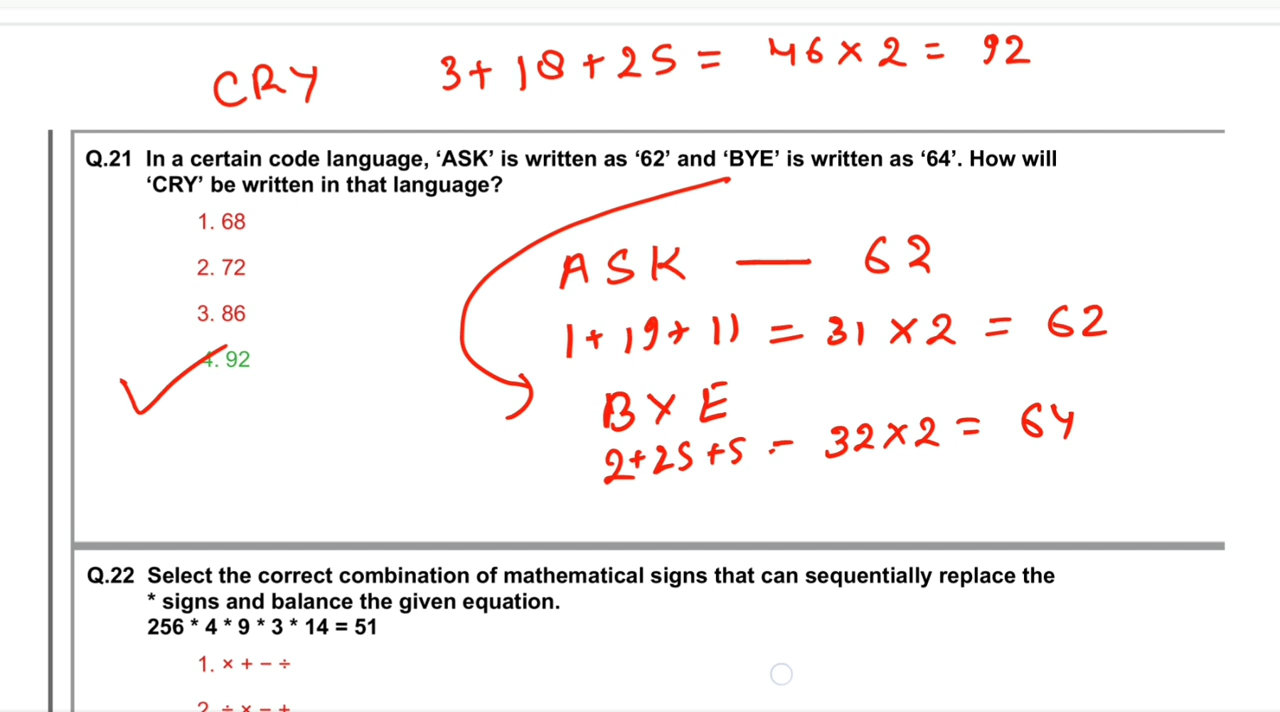 CRY 3+18+25 = 46×2 = 92
Q.21 In a certain code language, ‘ASK’ is written as ‘62’ and ‘BYE’ is written as ‘64’. How will
‘CRY’ be written in that language?
1. 68
2. 72
3. 86
4. 92
ASK — 62
1+19+11 = 31×2 = 62
BYE
2+25+5 = 32×2 = 64
Q.22 Select the correct combination of mathematical signs that can sequentially replace the
* signs and balance the given equation.
256 * 4 * 9 * 3 * 14 = 51
1. × + − ÷
2. ÷ × − +